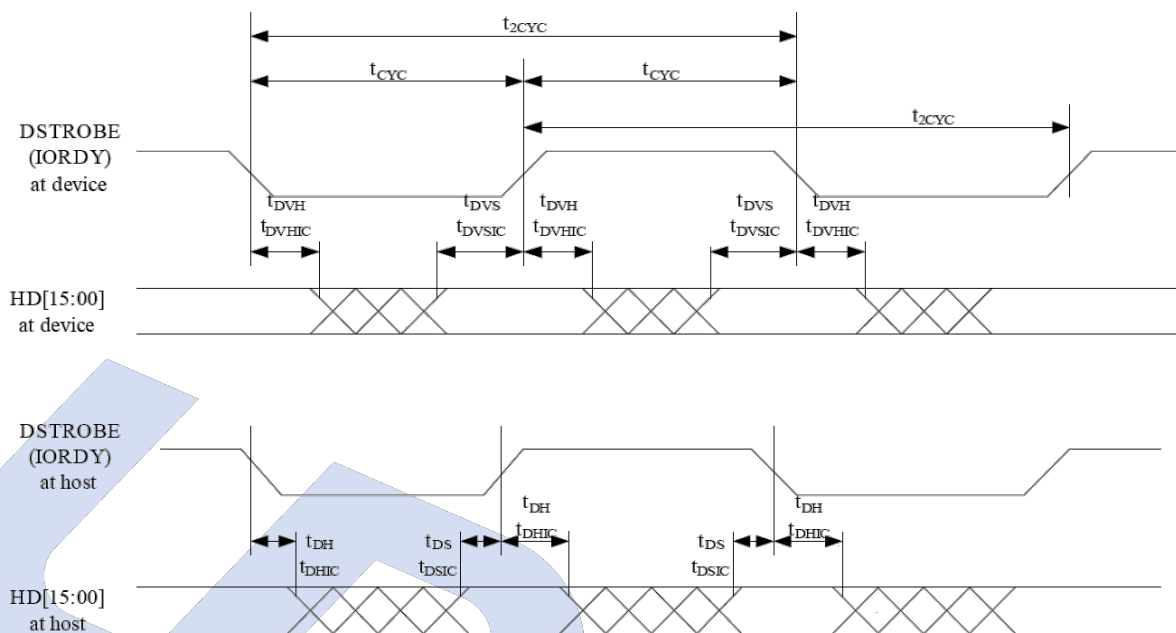 t2CYC
tCYC tCYC
t2CYC
DSTROBE
(IORDY)
at device
tDVH tDVS tDVH tDVS tDVH
tDVHIC tDVSIC tDVHIC tDVSIC tDVHIC
HD[15:00]
at device
DSTROBE
(IORDY)
at host
tDH tDH
tDHIC tDHIC
tDH tDS tDS
tDHIC tDSIC tDSIC
HD[15:00]
at host